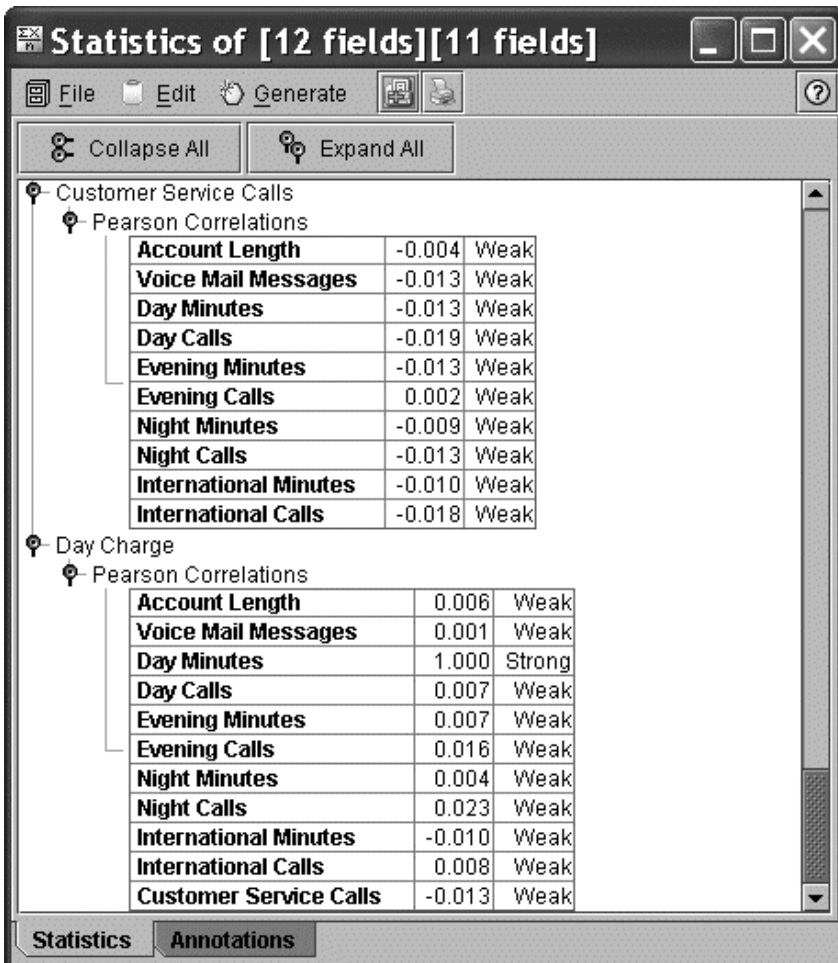 Statistics of [12 fields][11 fields]
File Edit Generate
Collapse All Expand All
Customer Service Calls
Pearson Correlations
Account Length -0.004 Weak
Voice Mail Messages -0.013 Weak
Day Minutes -0.013 Weak
Day Calls -0.019 Weak
Evening Minutes -0.013 Weak
Evening Calls 0.002 Weak
Night Minutes -0.009 Weak
Night Calls -0.013 Weak
International Minutes -0.010 Weak
International Calls -0.018 Weak
Day Charge
Pearson Correlations
Account Length 0.006 Weak
Voice Mail Messages 0.001 Weak
Day Minutes 1.000 Strong
Day Calls 0.007 Weak
Evening Minutes 0.007 Weak
Evening Calls 0.016 Weak
Night Minutes 0.004 Weak
Night Calls 0.023 Weak
International Minutes -0.010 Weak
International Calls 0.008 Weak
Customer Service Calls -0.013 Weak
Statistics Annotations